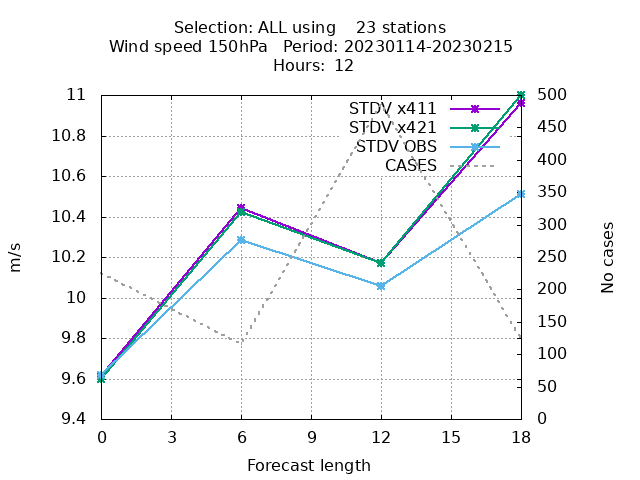 Selection: ALL using    23 stations
Wind speed 150hPa   Period: 20230114-20230215
Hours:  12
STDV x411
STDV x421
STDV OBS
CASES
11
10.8
10.6
10.4
10.2
10
9.8
9.6
9.4
500
450
400
350
300
250
200
150
100
50
0
0 3 6 9 12 15 18
m/s
No cases
Forecast length